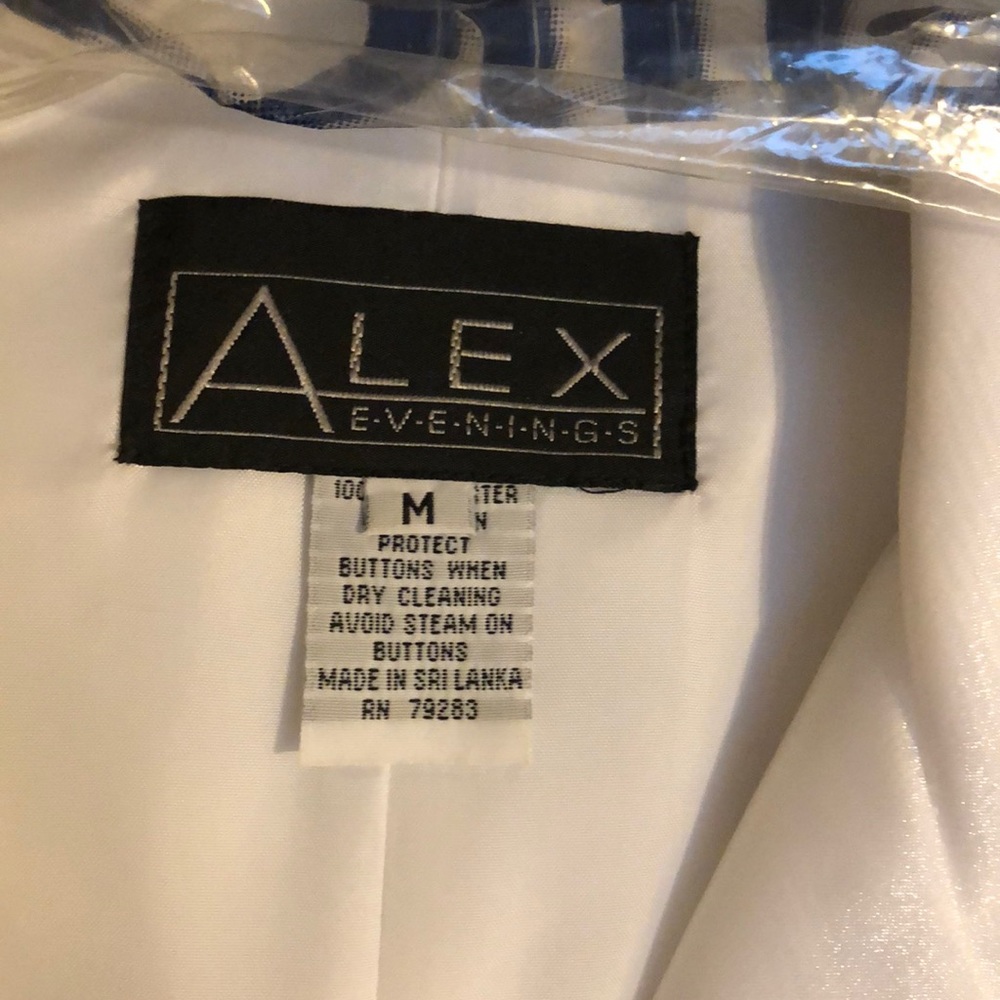 ALEX
E·V·E·N·I·N·G·S
M
PROTECT
BUTTONS WHEN
DRY CLEANING
AVOID STEAM ON
BUTTONS
MADE IN SRI LANKA
RN 79283